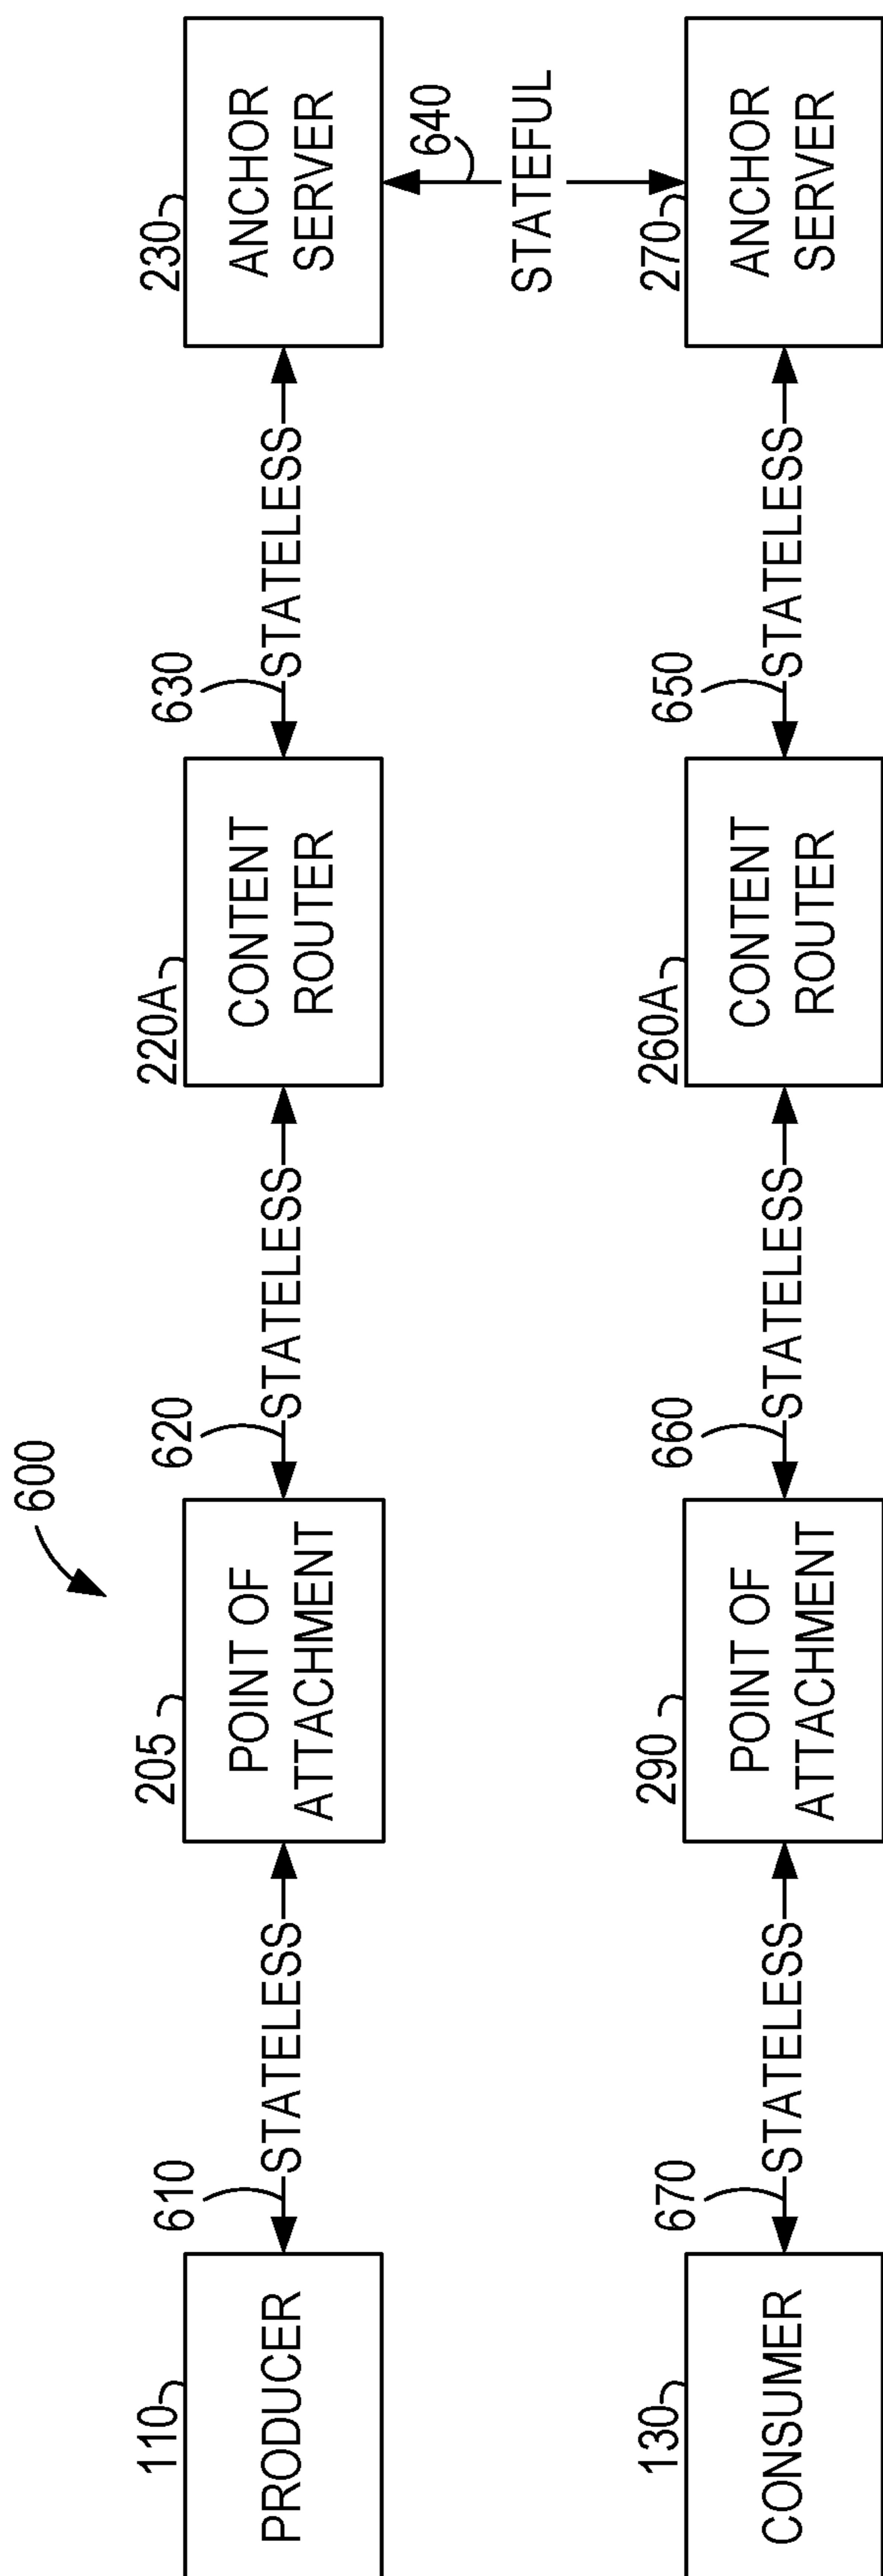 600
110
PRODUCER
610
STATELESS
205
POINT OF
ATTACHMENT
620
STATELESS
220A
CONTENT
ROUTER
630
STATELESS
230
ANCHOR
SERVER
640
STATEFUL
130
CONSUMER
670
STATELESS
290
POINT OF
ATTACHMENT
660
STATELESS
260A
CONTENT
ROUTER
650
STATELESS
270
ANCHOR
SERVER